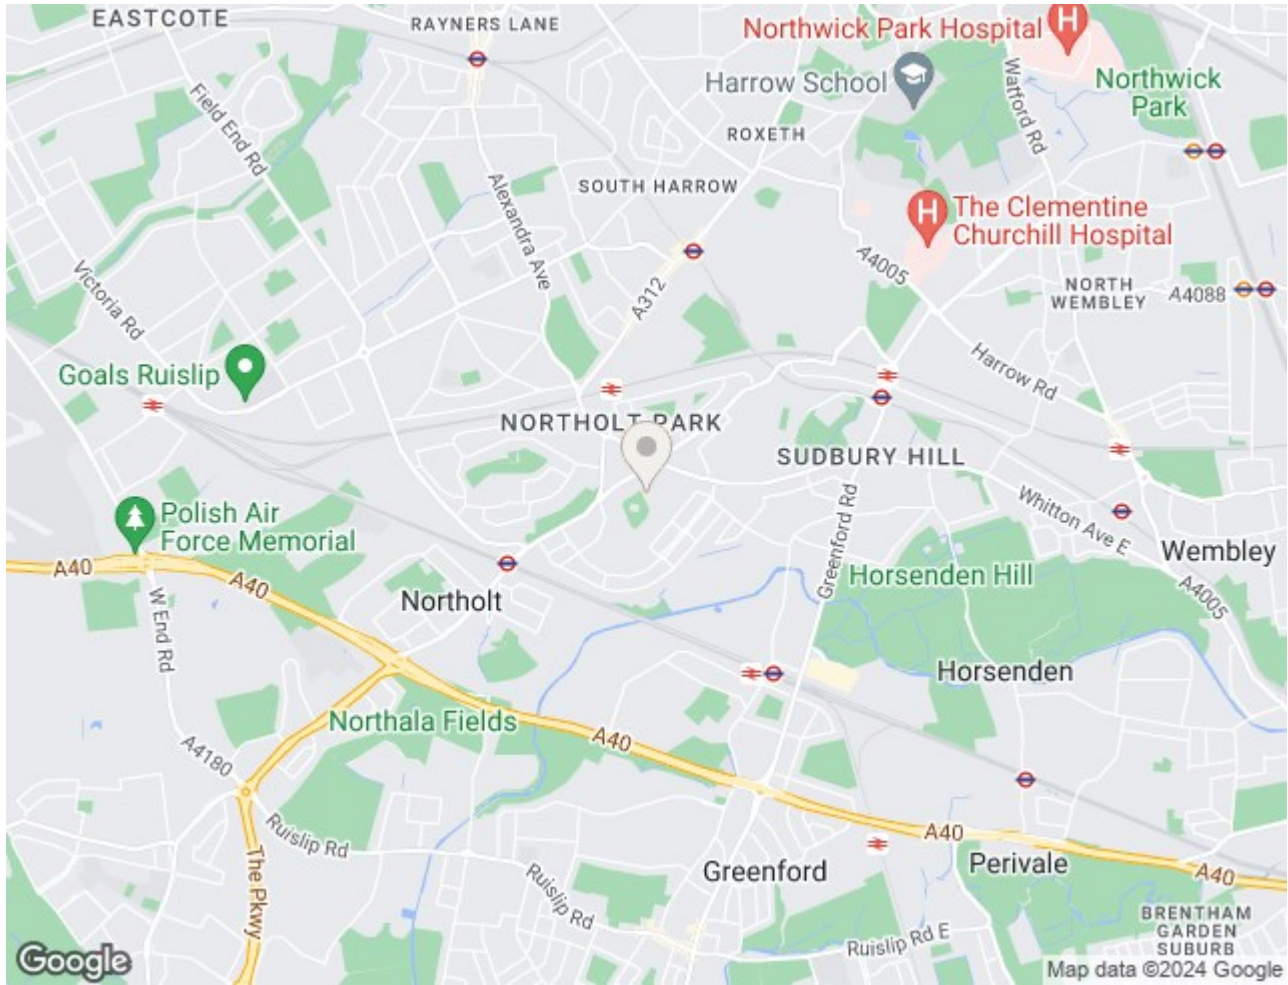 EASTCOTE
RAYNERS LANE
Northwick Park Hospital
H
Harrow School
Watford Rd
Northwick
Park
Field End Rd
ROXETH
Alexandra Ave
SOUTH HARROW
H
The Clementine
Churchill Hospital
Victoria Rd
A312
A4005
NORTH
WEMBLEY
A4088
Goals Ruislip
Harrow Rd
NORTHOLT PARK
SUDBURY HILL
Greenford Rd
Whitton Ave E
Polish Air
Force Memorial
Wembley
A40
A40
Horsenden Hill
A4005
W End Rd
Northolt
Horsenden
Northala Fields
A40
A4180
Ruislip Rd
The Pkwy
A40
Greenford
Perivale
A40
Ruislip Rd
Ruislip Rd E
BRENTHAM
GARDEN
SUBURB
Google
Map data ©2024 Google